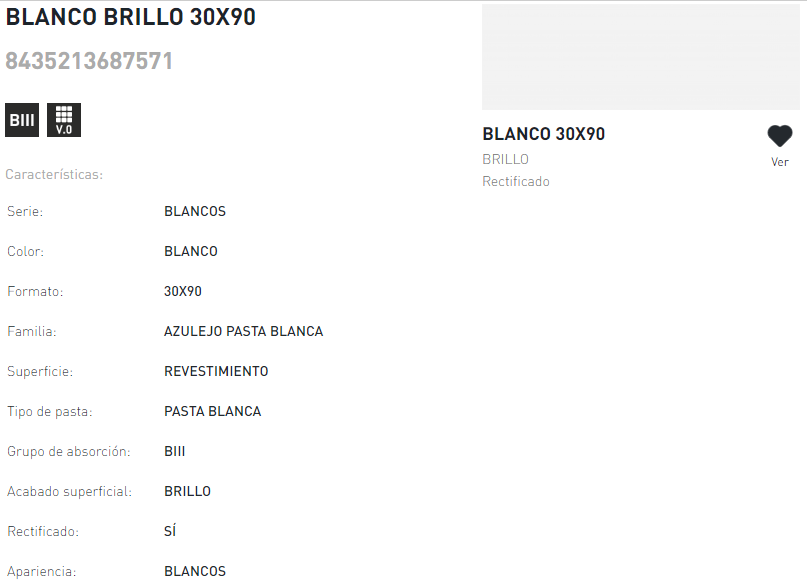 BLANCO BRILLO 30X90
8435213687571
BIII
V.0
Características:
Serie: BLANCOS
Color: BLANCO
Formato: 30X90
Familia: AZULEJO PASTA BLANCA
Superficie: REVESTIMIENTO
Tipo de pasta: PASTA BLANCA
Grupo de absorción: BIII
Acabado superficial: BRILLO
Rectificado: SÍ
Apariencia: BLANCOS
BLANCO 30X90
BRILLO
Rectificado
Ver